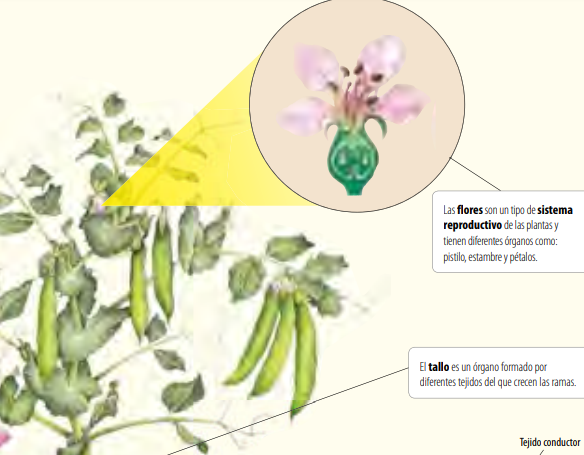 Las flores son un tipo de sistema
reproductivo de las plantas y
tienen diferentes órganos como:
pistilo, estambre y pétalos.
El tallo es un órgano formado por
diferentes tejidos del que crecen las ramas.
Tejido conductor